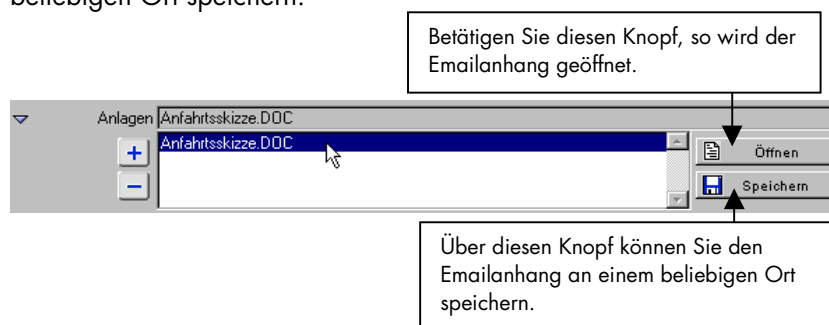 beliebigen Ort speichern.
Betätigen Sie diesen Knopf, so wird der
Emailanhang geöffnet.
Anlagen Anfahrtsskizze.DOC
Anfahrtsskizze.DOC
Öffnen
Speichern
Über diesen Knopf können Sie den
Emailanhang an einem beliebigen Ort
speichern.